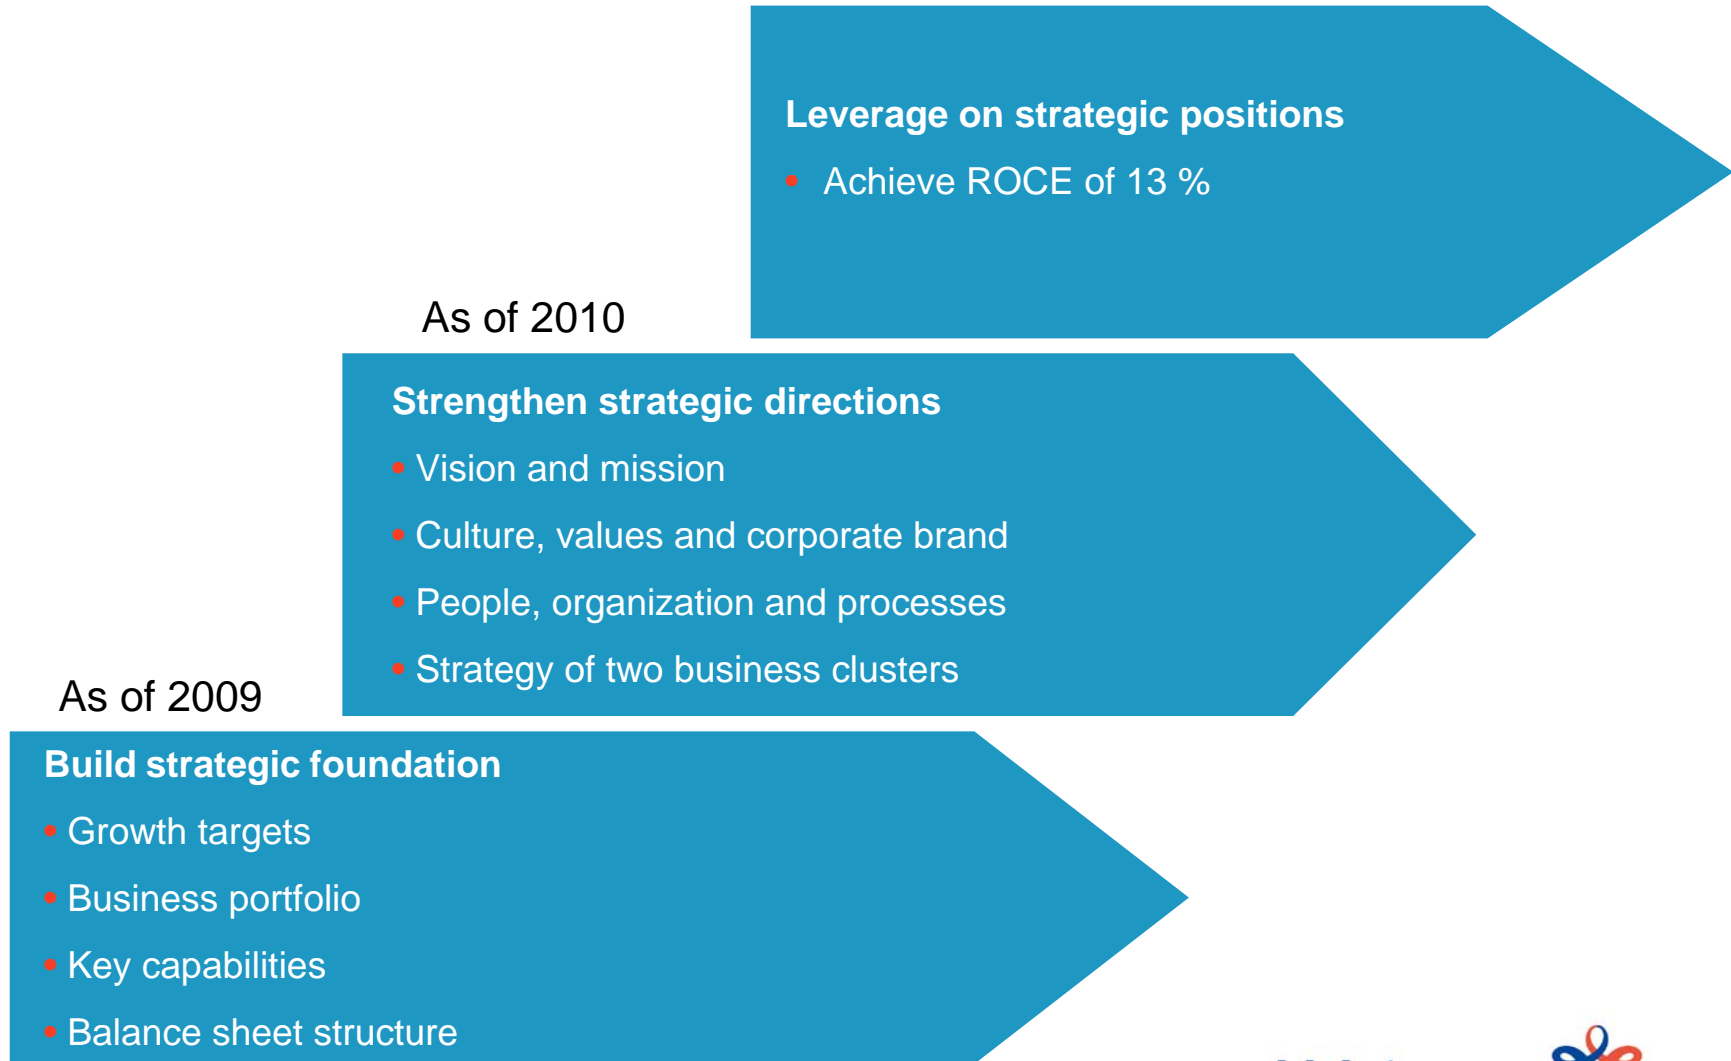 Leverage on strategic positions
• Achieve ROCE of 13 %
As of 2010
Strengthen strategic directions
• Vision and mission
• Culture, values and corporate brand
• People, organization and processes
• Strategy of two business clusters
As of 2009
Build strategic foundation
• Growth targets
• Business portfolio
• Key capabilities
• Balance sheet structure